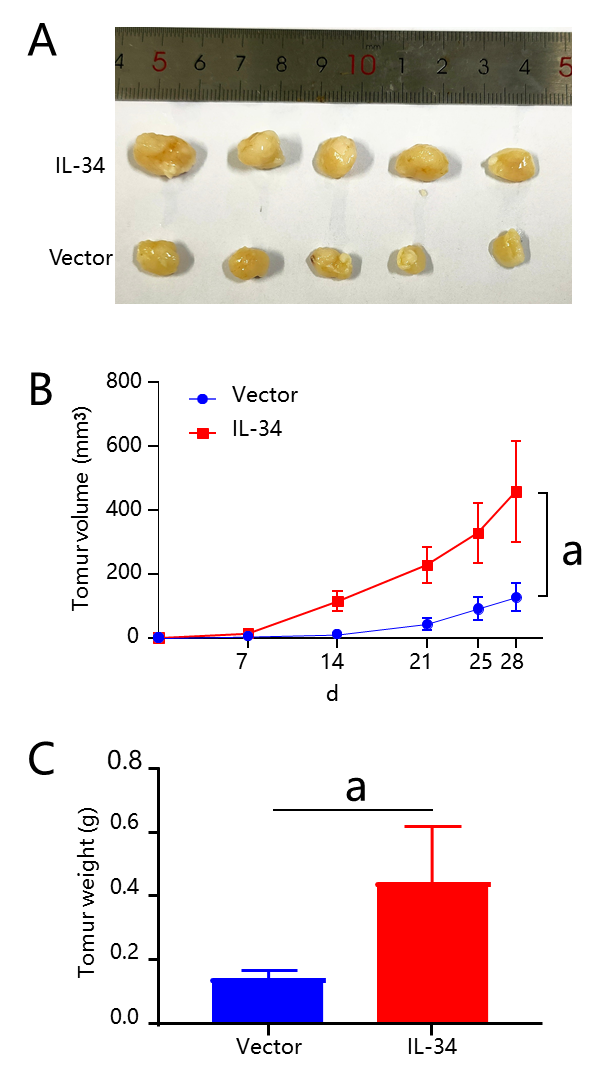 A
mm
4 5 6 7 8 9 10 1 2 3 4 5
IL-34
Vector
B
800
600
400
200
0
Tomur volume (mm3)
Vector
IL-34
a
7 14 21 25 28
d
C
0.8
0.6
0.4
0.2
0.0
Tomur weight (g)
a
Vector IL-34